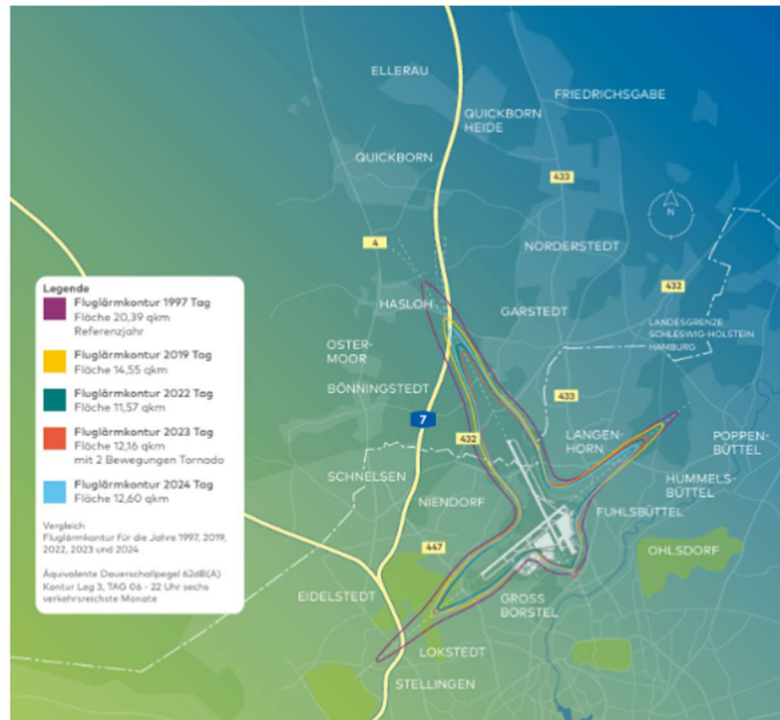 ELLERAU
FRIEDRICHSGABE
QUICKBORN
HEIDE
QUICKBORN
433
N
4
NORDERSTEDT
432
Legende
Fluglärmkontur 1997 Tag
Fläche 20,39 qkm
Referenzjahr
Fluglärmkontur 2019 Tag
Fläche 14,55 qkm
Fluglärmkontur 2022 Tag
Fläche 11,57 qkm
Fluglärmkontur 2023 Tag
Fläche 12,16 qkm
mit 2 Bewegungen Tornado
Fluglärmkontur 2024 Tag
Fläche 12,60 qkm
Vergleich
Fluglärmkontur für die Jahre 1997, 2019,
2022, 2023 und 2024
Äquivalente Dauerschallpegel 62dB(A)
Kontur Leg 3, TAG 06 - 22 Uhr sechs
verkehrsreichste Monate
HASLOH
GARSTEDT
LANDESGRENZE
SCHLESWIG-HOLSTEIN
HAMBURG
OSTER-
MOOR
BÖNNINGSTEDT
433
7
432
LANGEN-
HORN
POPPEN-
BÜTTEL
SCHNELSEN
HUMMELS-
BÜTTEL
NIENDORF
FUHLSBÜTTEL
447
OHLSDORF
EIDELSTEDT
GROSS
BORSTEL
LOKSTEDT
STELLINGEN